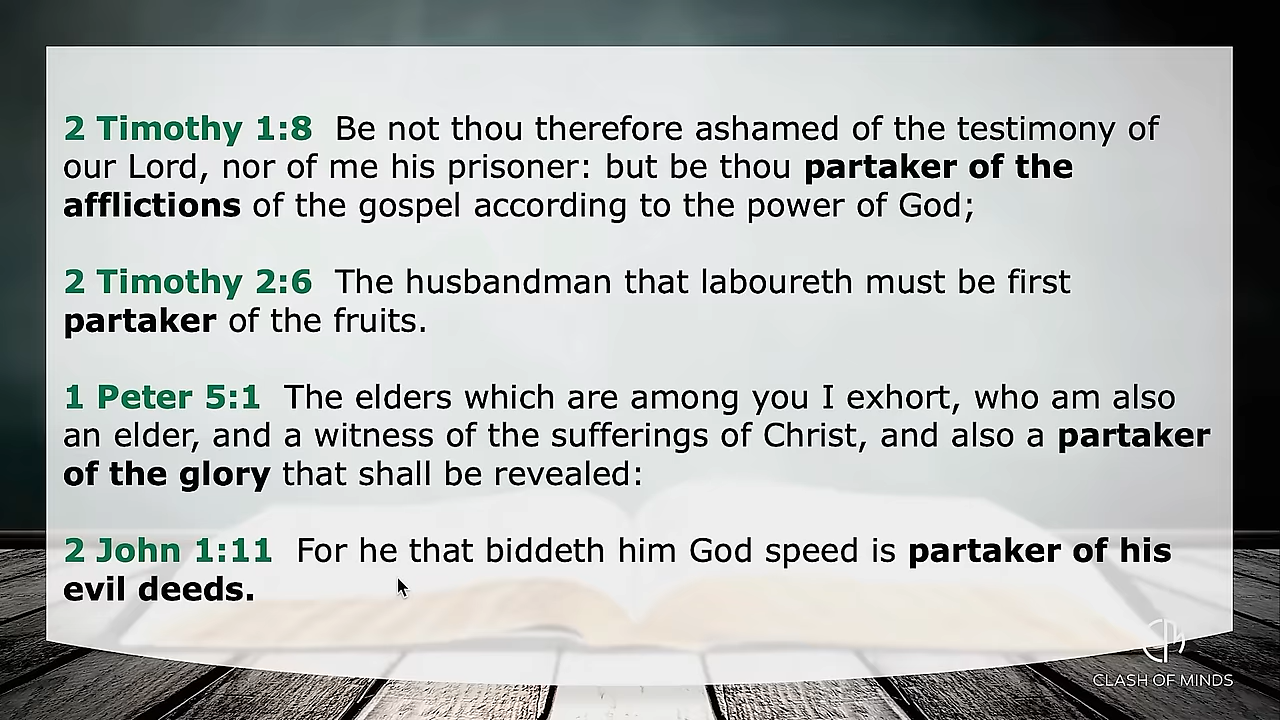 2 Timothy 1:8 Be not thou therefore ashamed of the testimony of
our Lord, nor of me his prisoner: but be thou partaker of the
afflictions of the gospel according to the power of God;
2 Timothy 2:6 The husbandman that laboureth must be first
partaker of the fruits.
1 Peter 5:1 The elders which are among you I exhort, who am also
an elder, and a witness of the sufferings of Christ, and also a partaker
of the glory that shall be revealed:
2 John 1:11 For he that biddeth him God speed is partaker of his
evil deeds.
CLASH OF MINDS